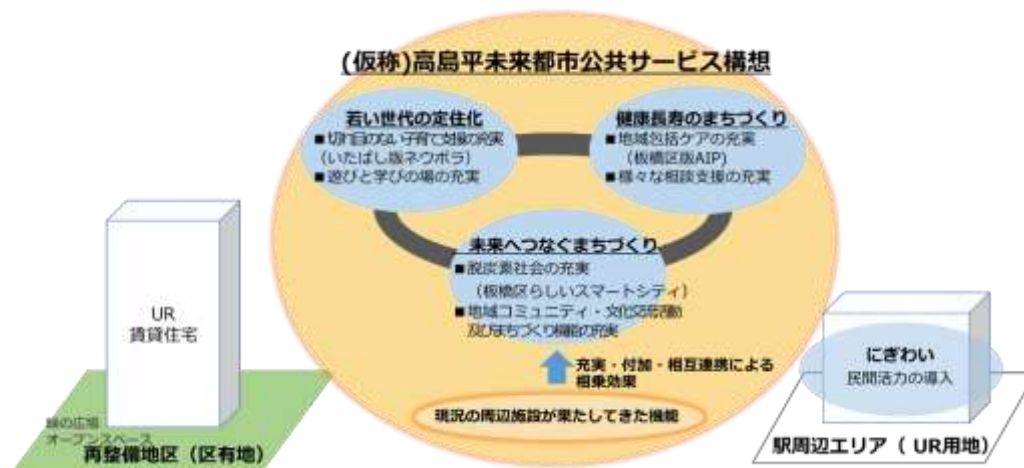 (仮称)高島平未来都市公共サービス構想
若い世代の定住化
■切れ目のない子育て支援の充実
(いたばし版ネウボラ)
■遊びと学びの場の充実
健康長寿のまちづくり
■地域包括ケアの充実
(板橋区版AIP)
■様々な相談支援の充実
未来へつなぐまちづくり
■脱炭素社会の充実
(板橋区らしいスマートシティ)
■地域コミュニティ・文化交流活動
及びまちづくり機能の充実
充実・付加・相互連携による
相乗効果
現況の周辺施設が果たしてきた機能
UR
賃貸住宅
緑の広場
オープンスペース
再整備地区(区有地)
にぎわい
民間活力の導入
駅周辺エリア( UR用地)